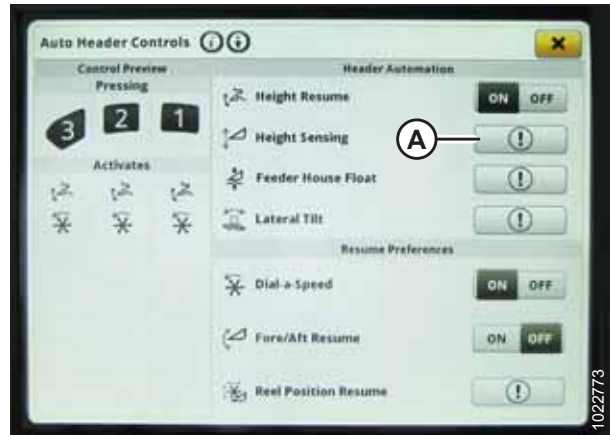 Auto Header Controls
Control Preview
Pressing
3 2 1
Activates
Header Automation
Height Resume ON OFF
A
Height Sensing
Feeder House Float
Lateral Tilt
Resume Preferences
Dial-a-Speed ON OFF
Fore/Aft Resume ON OFF
Reel Position Resume
1022773